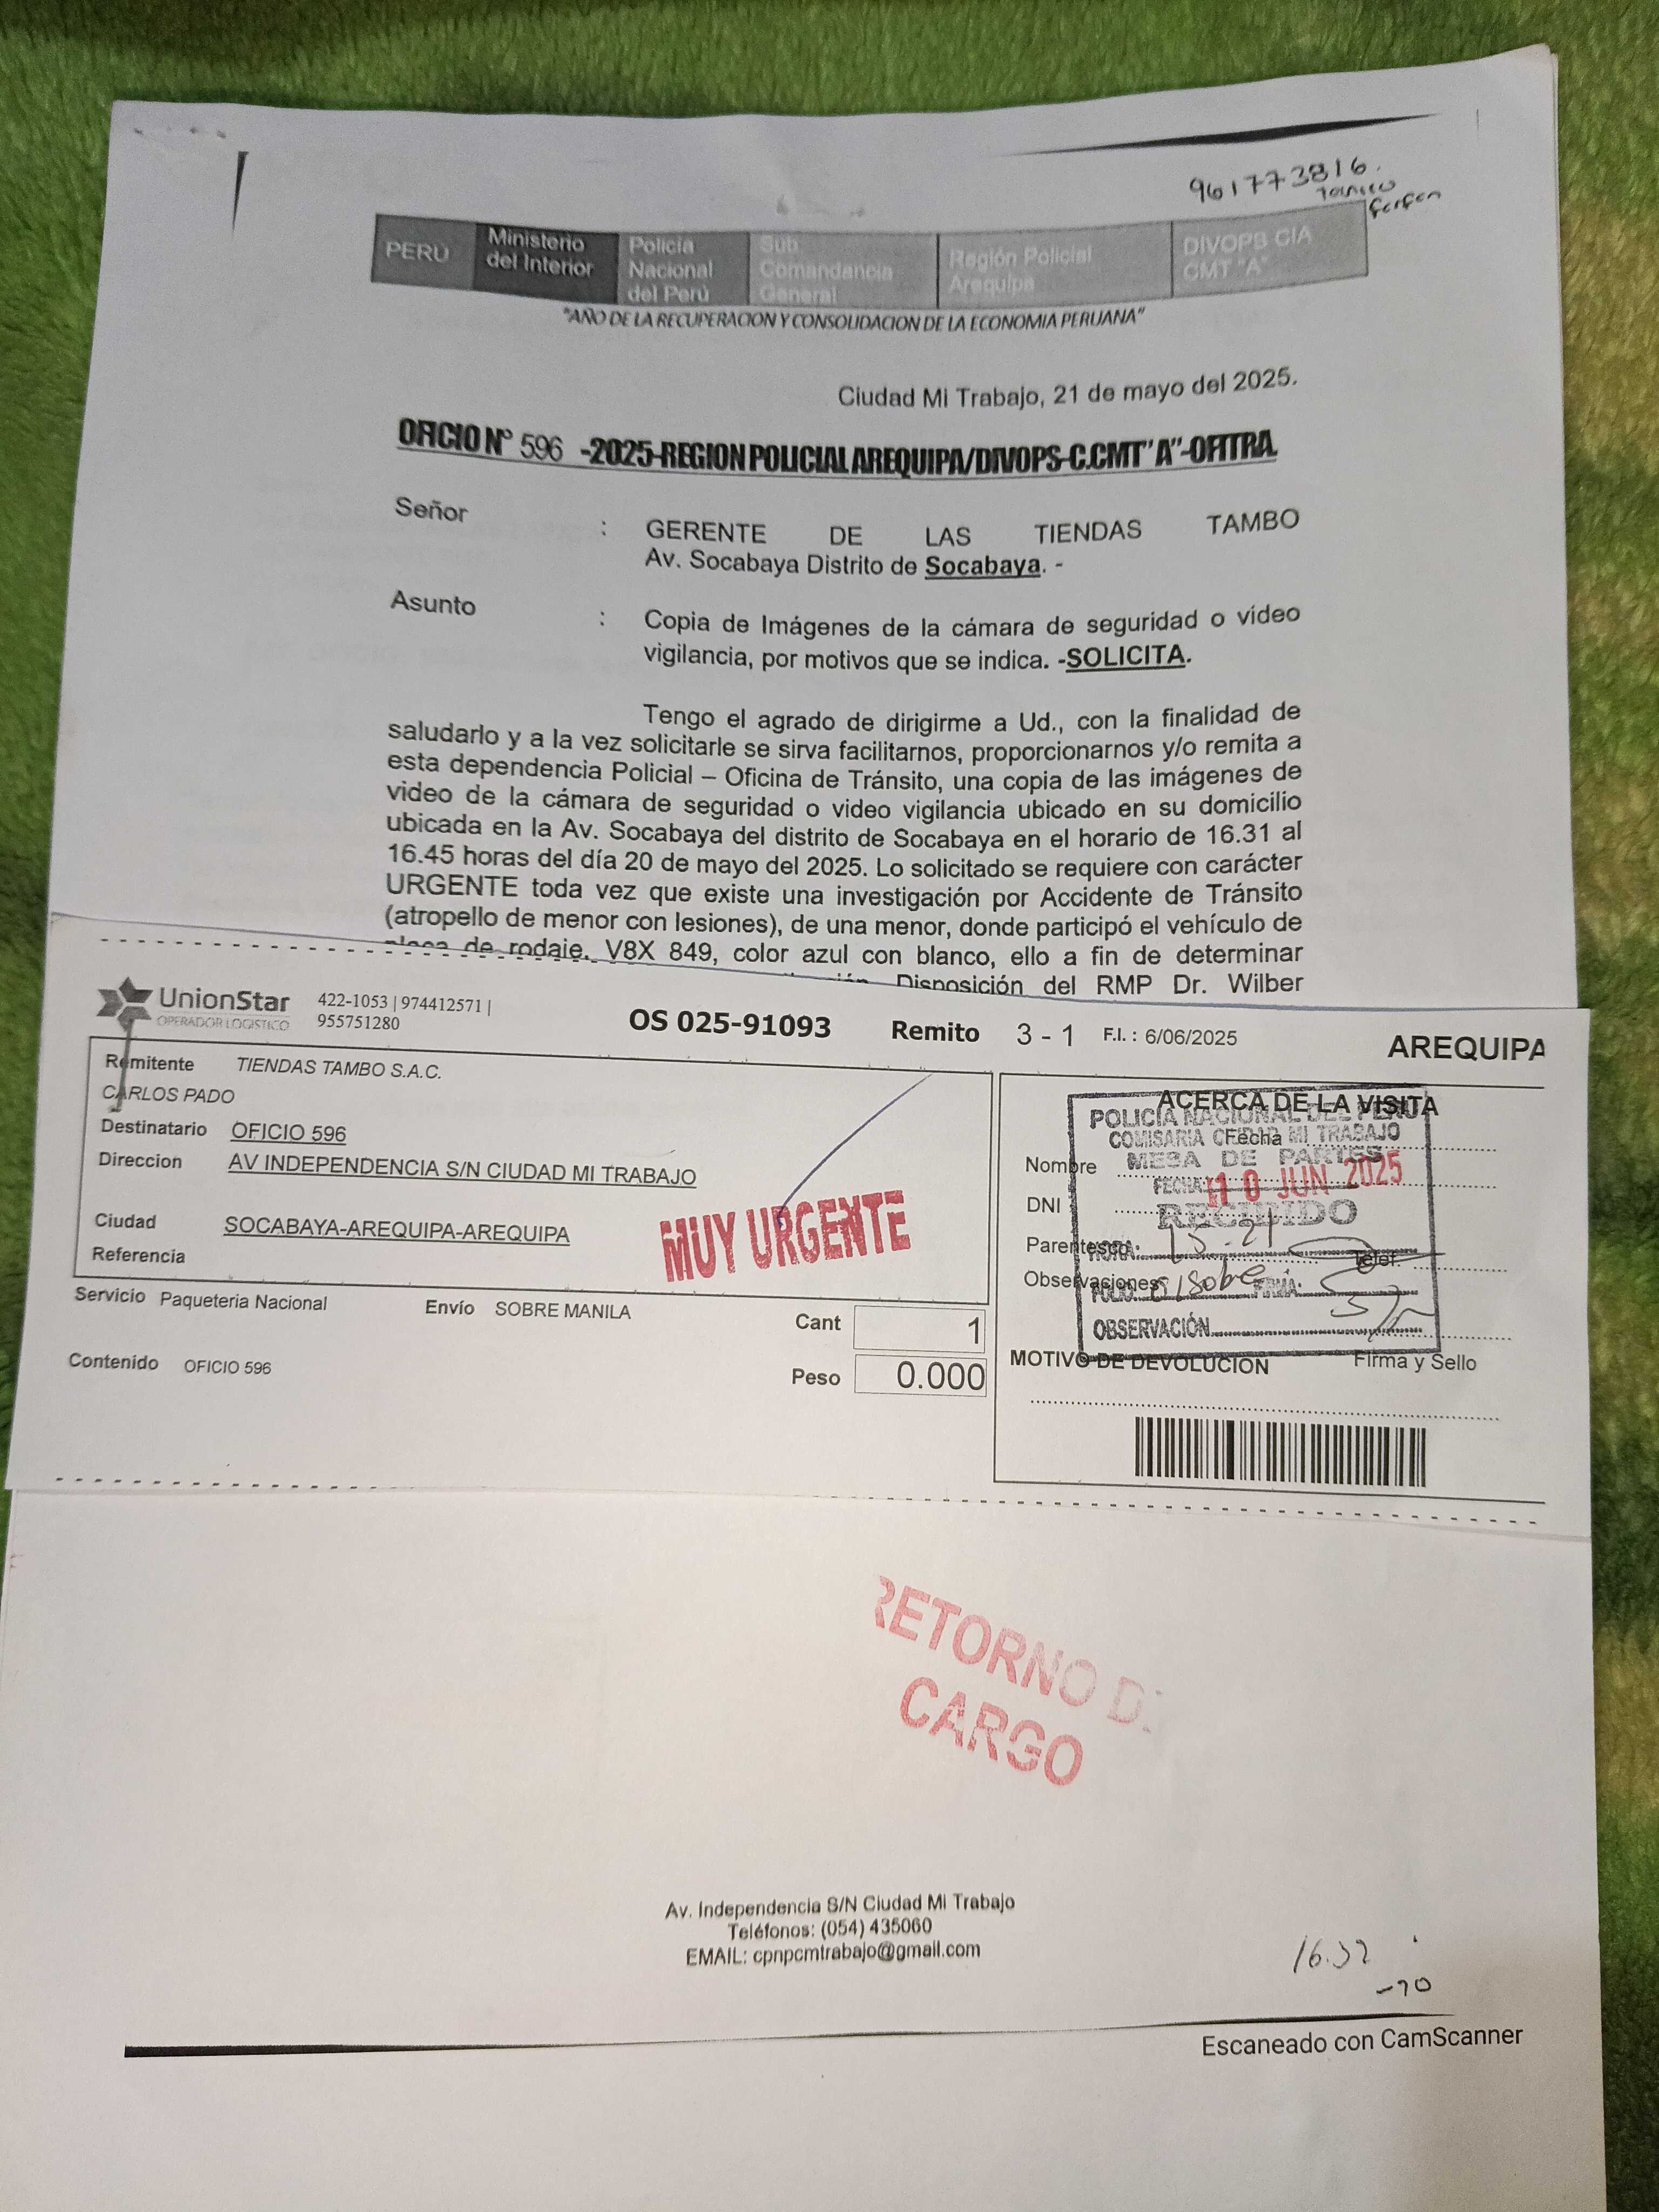 961773816.
PERÚ
Ministerio
del Interior
Policía
Nacional
del Perú
Sub
Comandancia
General
Región Policial
Arequipa
DIVOPS CIA
CMT "A"
"AÑO DE LA RECUPERACION Y CONSOLIDACION DE LA ECONOMIA PERUANA"
Ciudad Mi Trabajo, 21 de mayo del 2025.
OFICIO N° 596 -2025-REGION POLICIAL AREQUIPA/DIVOPS-C.CMT"A"-OFITRA.
Señor : GERENTE DE LAS TIENDAS TAMBO
Av. Socabaya Distrito de Socabaya. -
Asunto : Copia de Imágenes de la cámara de seguridad o vídeo
vigilancia, por motivos que se indica. -SOLICITA.
Tengo el agrado de dirigirme a Ud., con la finalidad de
saludarlo y a la vez solicitarle se sirva facilitarnos, proporcionarnos y/o remita a
esta dependencia Policial – Oficina de Tránsito, una copia de las imágenes de
video de la cámara de seguridad o video vigilancia ubicado en su domicilio
ubicada en la Av. Socabaya del distrito de Socabaya en el horario de 16.31 al
16.45 horas del día 20 de mayo del 2025. Lo solicitado se requiere con carácter
URGENTE toda vez que existe una investigación por Accidente de Tránsito
(atropello de menor con lesiones), de una menor, donde participó el vehículo de
placa de rodaje. V8X 849, color azul con blanco, ello a fin de determinar
Disposición del RMP Dr. Wilber
UnionStar
OPERADOR LOGISTICO
422-1053 | 974412571 |
955751280
OS 025-91093 Remito 3 - 1 F.I. : 6/06/2025
AREQUIPA
Remitente TIENDAS TAMBO S.A.C.
CARLOS PADO
Destinatario OFICIO 596
Direccion AV INDEPENDENCIA S/N CIUDAD MI TRABAJO
Ciudad SOCABAYA-AREQUIPA-AREQUIPA
Referencia
MUY URGENTE
Servicio Paqueteria Nacional Envío SOBRE MANILA
Cant 1
Contenido OFICIO 596
Peso 0.000
ACERCA DE LA VISITA
POLICIA NACIONAL DEL PERU
COMISARIA CIUDAD MI TRABAJO
Fecha
MESA DE PARTES
Nombre
FECHA: 10 JUN 2025
DNI
RECIBIDO
Parentesco
HORA: 15:21
Telef.
Observaciones
FOLIO: FIRMA:
OBSERVACIÓN
MOTIVO DE DEVOLUCION
Firma y Sello
RETORNO D
CARGO
Av. Independencia S/N Ciudad Mi Trabajo
Teléfonos: (054) 435060
EMAIL: cpnpcmtrabajo@gmail.com
16.32
Escaneado con CamScanner